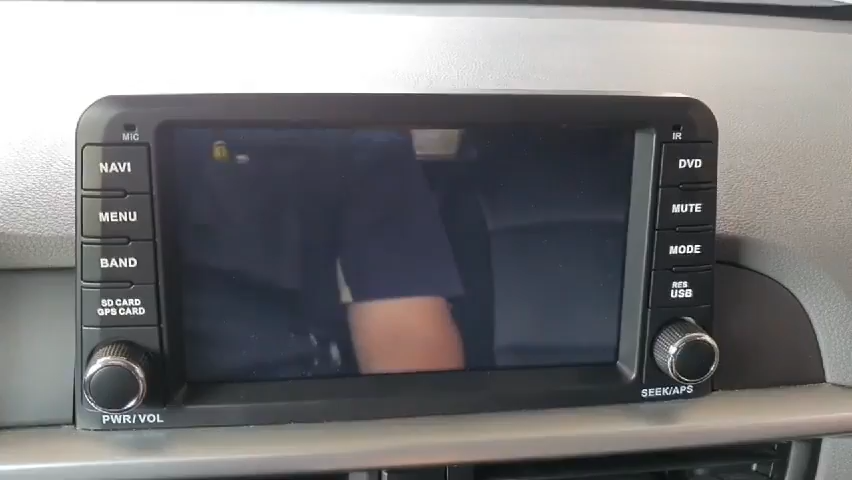 MIC
NAVI
MENU
BAND
SD CARD
GPS CARD
PWR/VOL
IR
DVD
MUTE
MODE
RES
USB
SEEK/APS